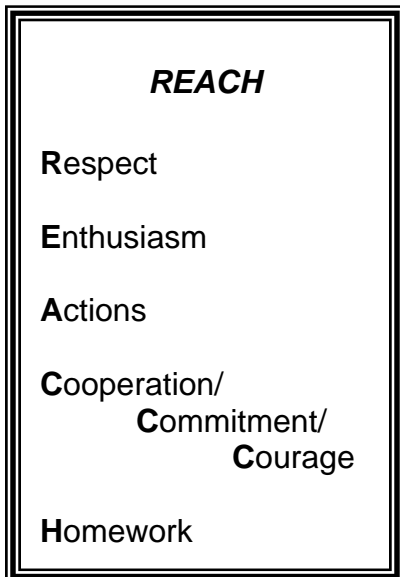 REACH
Respect
Enthusiasm
Actions
Cooperation/
Commitment/
Courage
Homework